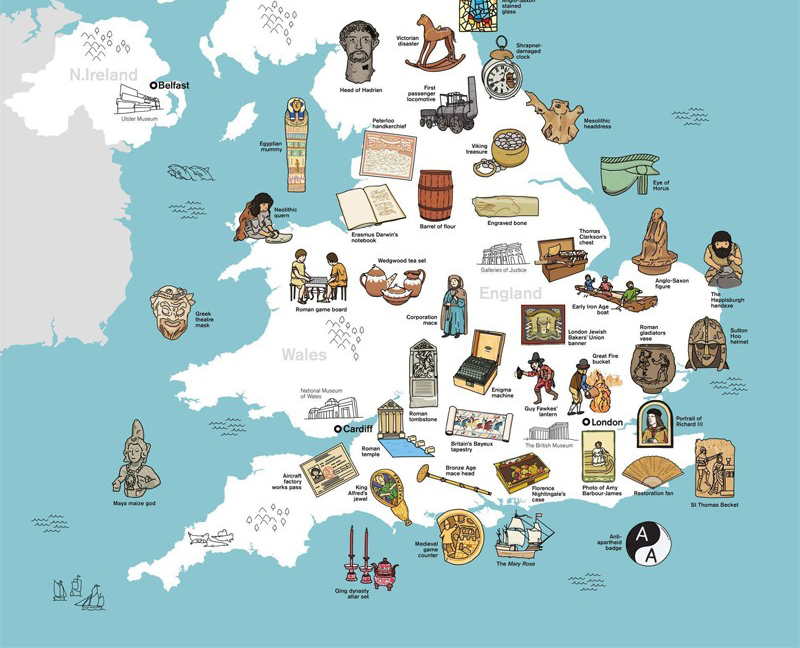 Anglo-Saxon
stained
glass
Victorian
disaster
Shrapnel-
damaged
clock
N.Ireland
Belfast
Ulster Museum
Head of Hadrian
First
passenger
locomotive
Mesolithic
headdress
Egyptian
mummy
Peterloo
handkerchief
Viking
treasure
Eye of
Horus
Neolithic
quern
Erasmus Darwin's
notebook
Barrel of flour
Engraved bone
Thomas
Clarkson's
chest
Galleries of Justice
Anglo-Saxon
figure
The
Happisburgh
handaxe
Wedgwood tea set
Roman game board
England
Early Iron Age
boat
Greek
theatre
mask
Corporation
mace
London Jewish
Bakers' Union
banner
Roman
gladiators
vase
Sutton
Hoo
helmet
Wales
Great Fire
bucket
Enigma
machine
Guy Fawkes'
lantern
National Museum
of Wales
Cardiff
Roman
tombstone
London
Portrait of
Richard III
Roman
temple
Britain's Bayeux
tapestry
The British Museum
Aircraft
factory
works pass
King
Alfred's
jewel
Bronze Age
mace head
Florence
Nightingale's
case
Photo of Amy
Barbour-James
Restoration fan
St Thomas Becket
Maya maize god
Medieval
game
counter
The Mary Rose
Anti-
apartheid
badge
A
A
Qing dynasty
altar set